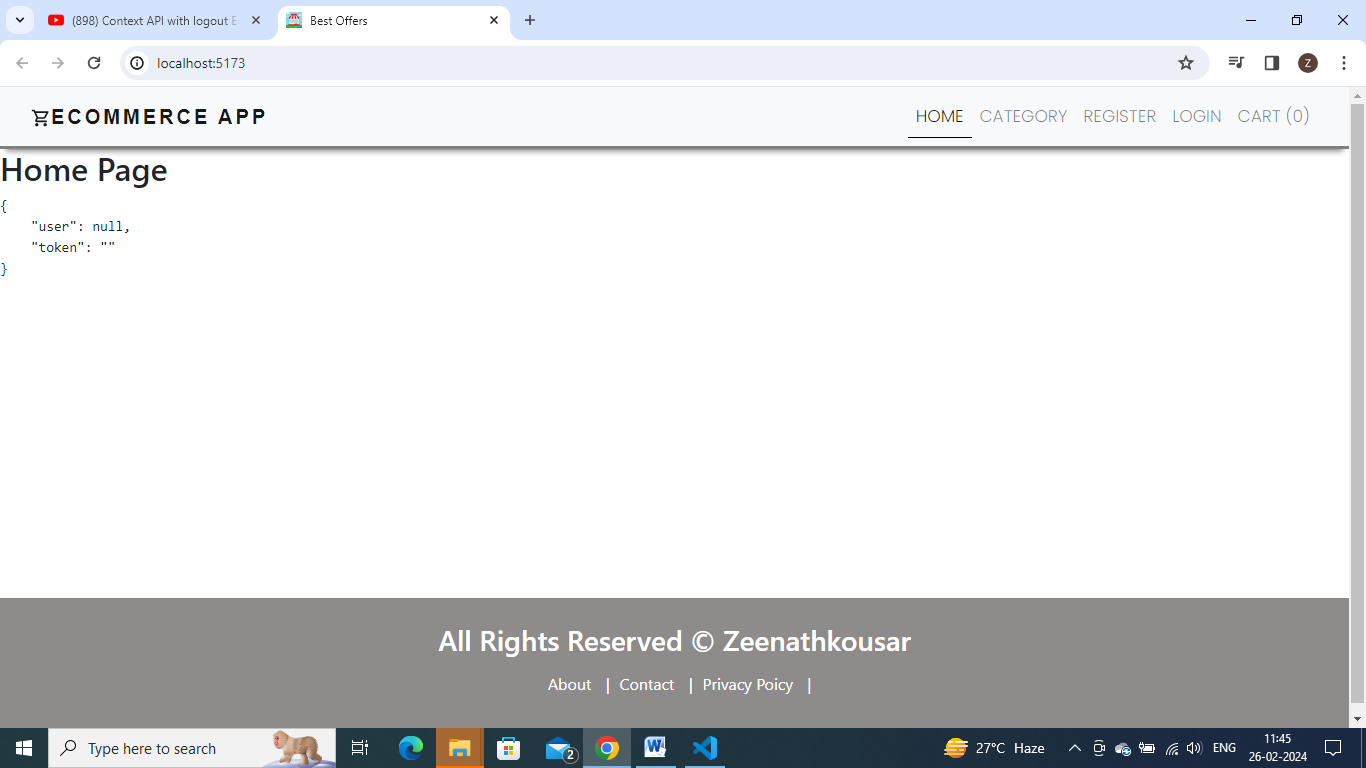 (898) Context API with logout E
Best Offers
localhost:5173
Z
ECOMMERCE APP
HOME CATEGORY REGISTER LOGIN CART (0)
Home Page
{
"user": null,
"token": ""
}
All Rights Reserved © Zeenathkousar
About | Contact | Privacy Poicy |
Type here to search
2
27°C Haze
ENG
11:45
26-02-2024